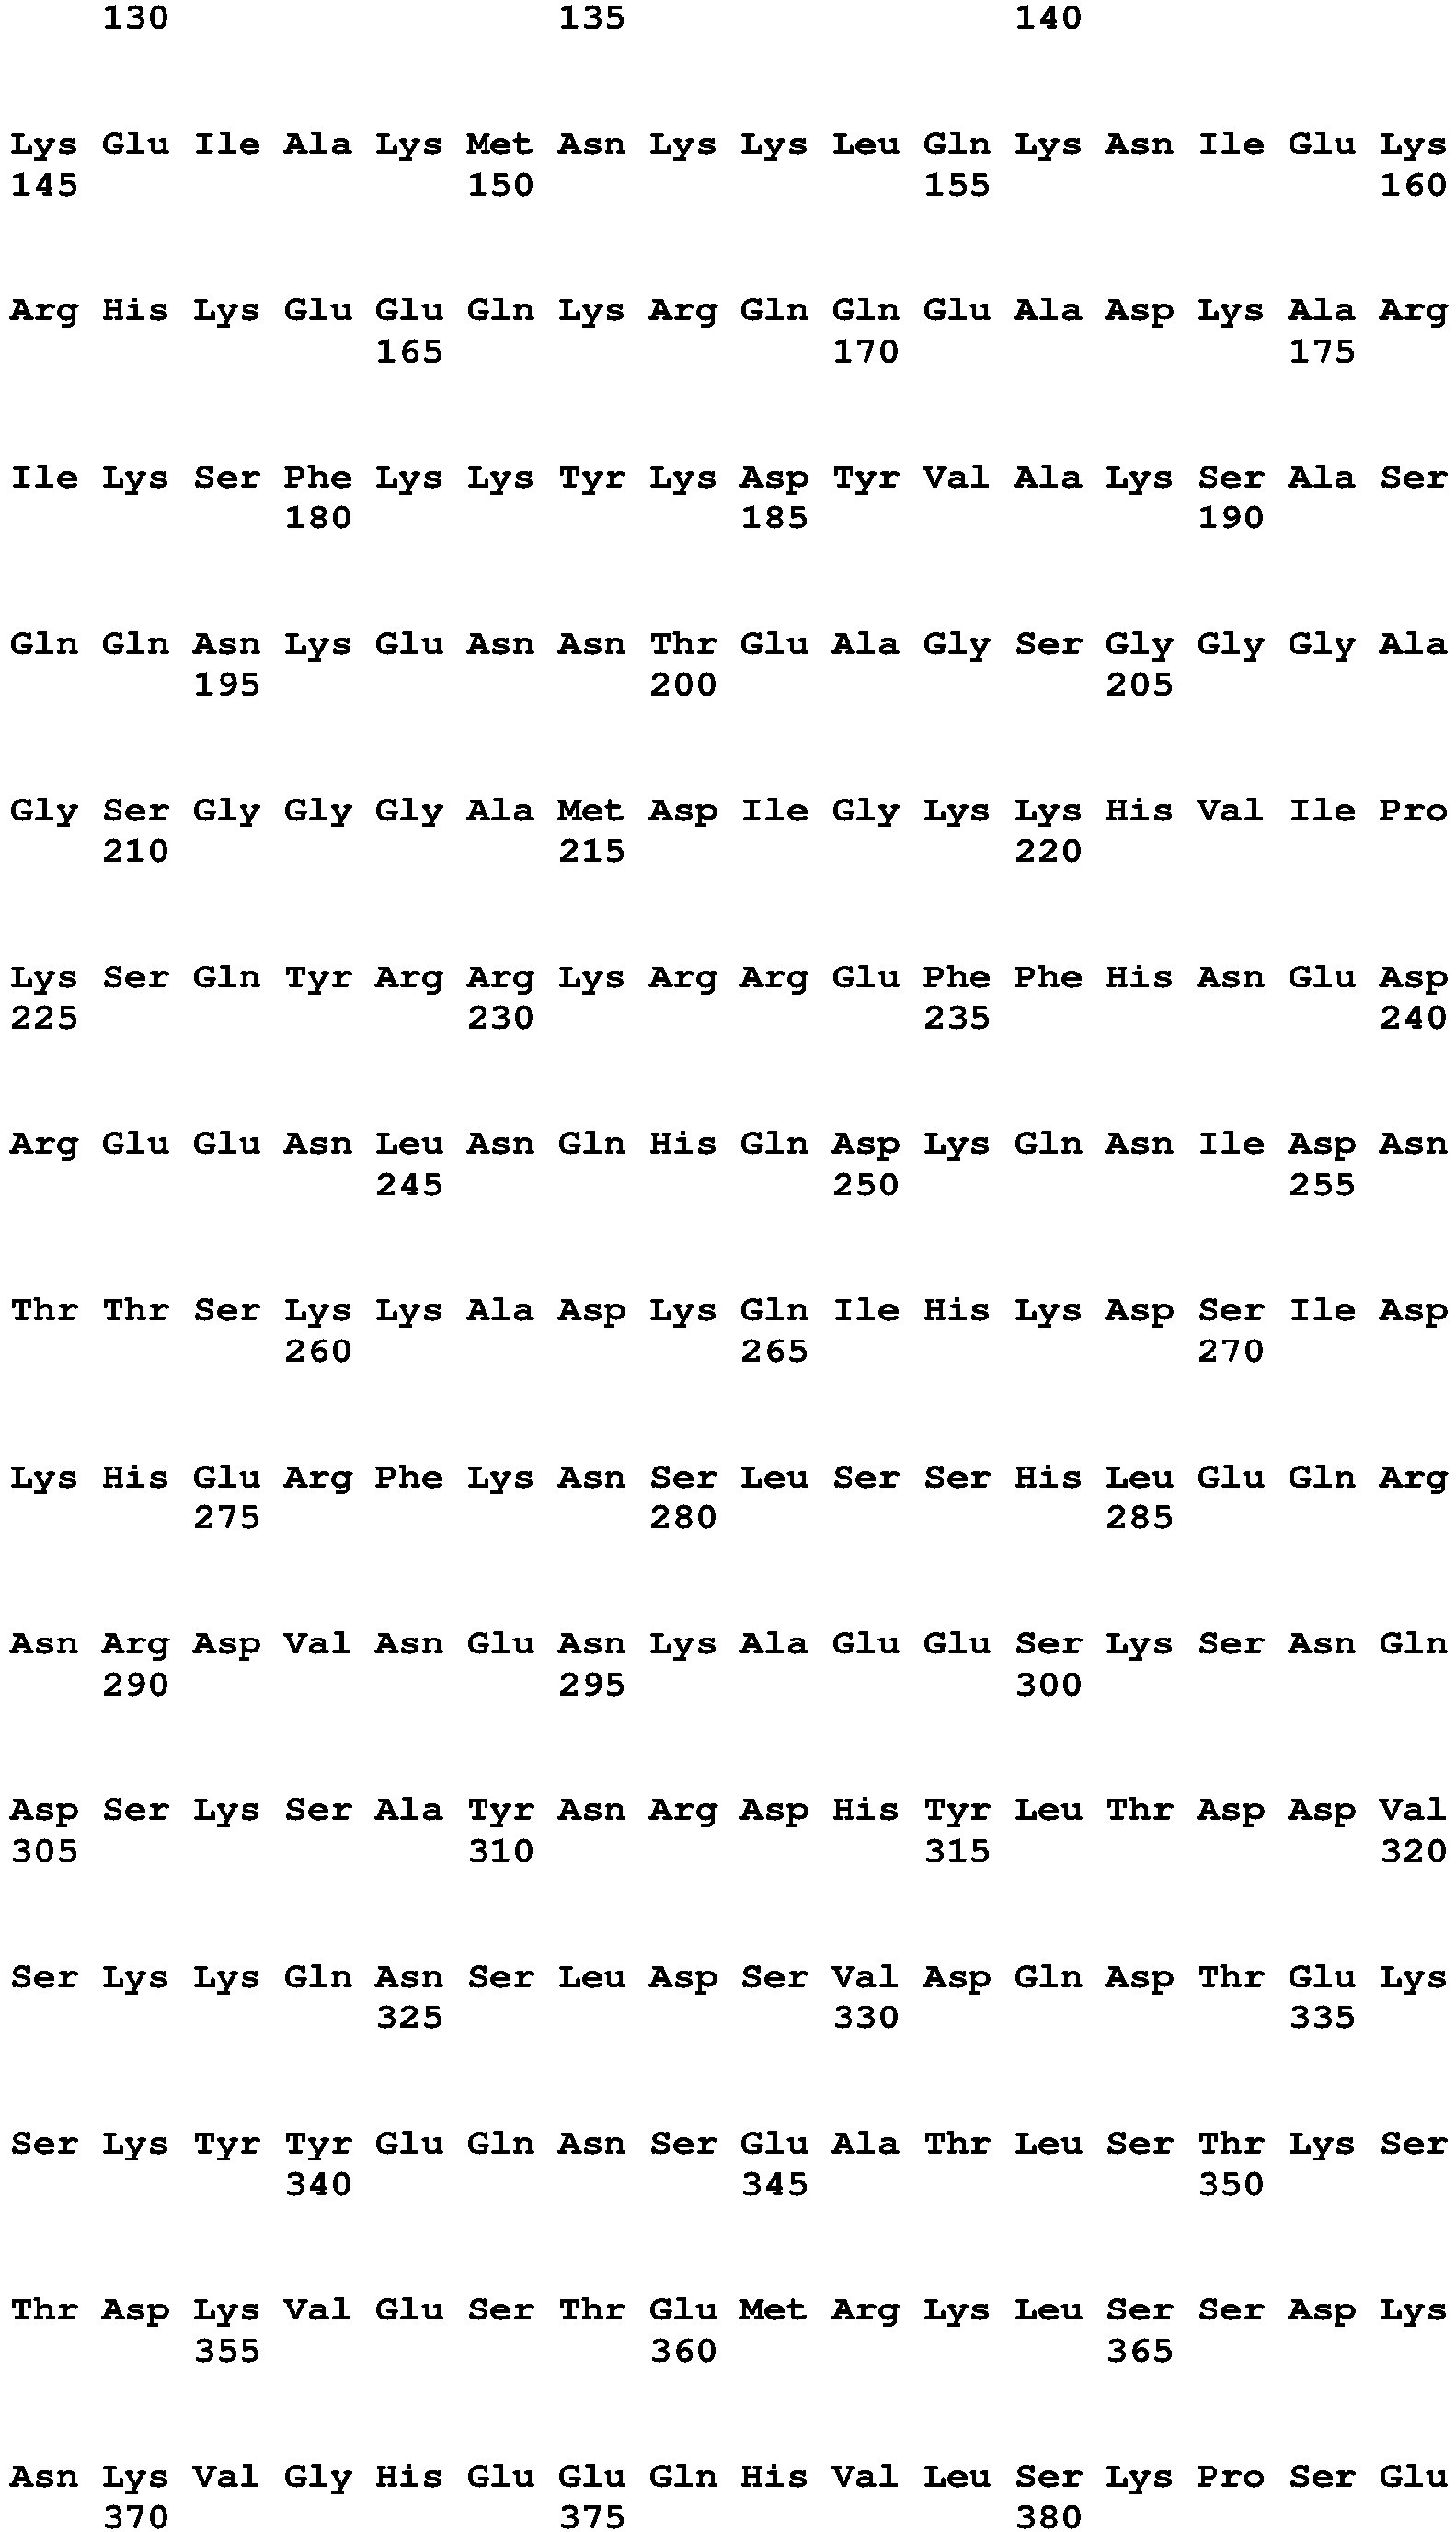 130 135 140
Lys Glu Ile Ala Lys Met Asn Lys Lys Leu Gln Lys Asn Ile Glu Lys
145 150 155 160
Arg His Lys Glu Glu Gln Lys Arg Gln Gln Glu Ala Asp Lys Ala Arg
165 170 175
Ile Lys Ser Phe Lys Lys Tyr Lys Asp Tyr Val Ala Lys Ser Ala Ser
180 185 190
Gln Gln Asn Lys Glu Asn Asn Thr Glu Ala Gly Ser Gly Gly Gly Ala
195 200 205
Gly Ser Gly Gly Gly Ala Met Asp Ile Gly Lys Lys His Val Ile Pro
210 215 220
Lys Ser Gln Tyr Arg Arg Lys Arg Arg Glu Phe Phe His Asn Glu Asp
225 230 235 240
Arg Glu Glu Asn Leu Asn Gln His Gln Asp Lys Gln Asn Ile Asp Asn
245 250 255
Thr Thr Ser Lys Lys Ala Asp Lys Gln Ile His Lys Asp Ser Ile Asp
260 265 270
Lys His Glu Arg Phe Lys Asn Ser Leu Ser Ser His Leu Glu Gln Arg
275 280 285
Asn Arg Asp Val Asn Glu Asn Lys Ala Glu Glu Ser Lys Ser Asn Gln
290 295 300
Asp Ser Lys Ser Ala Tyr Asn Arg Asp His Tyr Leu Thr Asp Asp Val
305 310 315 320
Ser Lys Lys Gln Asn Ser Leu Asp Ser Val Asp Gln Asp Thr Glu Lys
325 330 335
Ser Lys Tyr Tyr Glu Gln Asn Ser Glu Ala Thr Leu Ser Thr Lys Ser
340 345 350
Thr Asp Lys Val Glu Ser Thr Glu Met Arg Lys Leu Ser Ser Asp Lys
355 360 365
Asn Lys Val Gly His Glu Glu Gln His Val Leu Ser Lys Pro Ser Glu
370 375 380